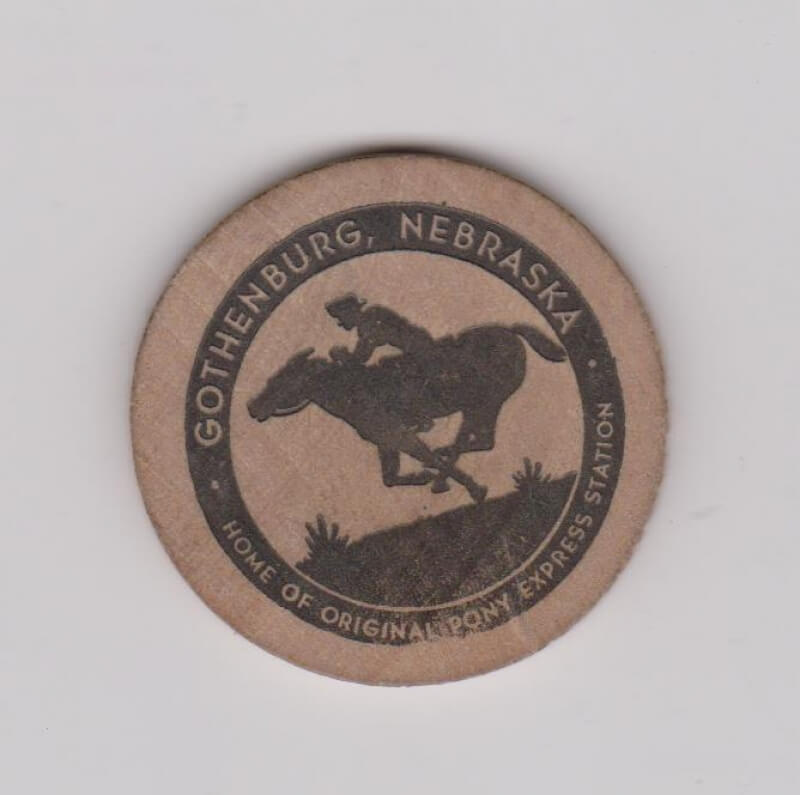 GOTHENBURG, NEBRASKA
HOME OF ORIGINAL PONY EXPRESS STATION